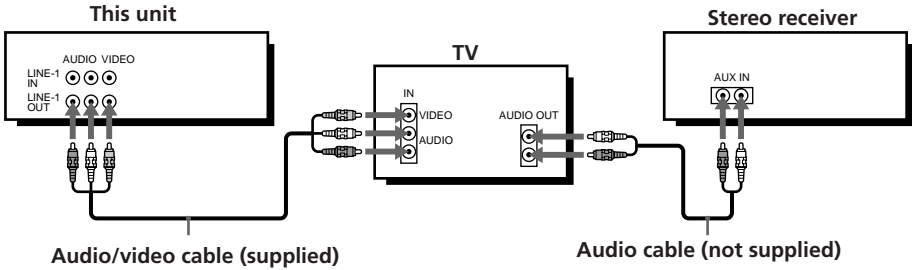 This unit
AUDIO VIDEO
LINE-1
IN
LINE-1
OUT
TV
IN
VIDEO
AUDIO
AUDIO OUT
Stereo receiver
AUX IN
Audio/video cable (supplied)
Audio cable (not supplied)